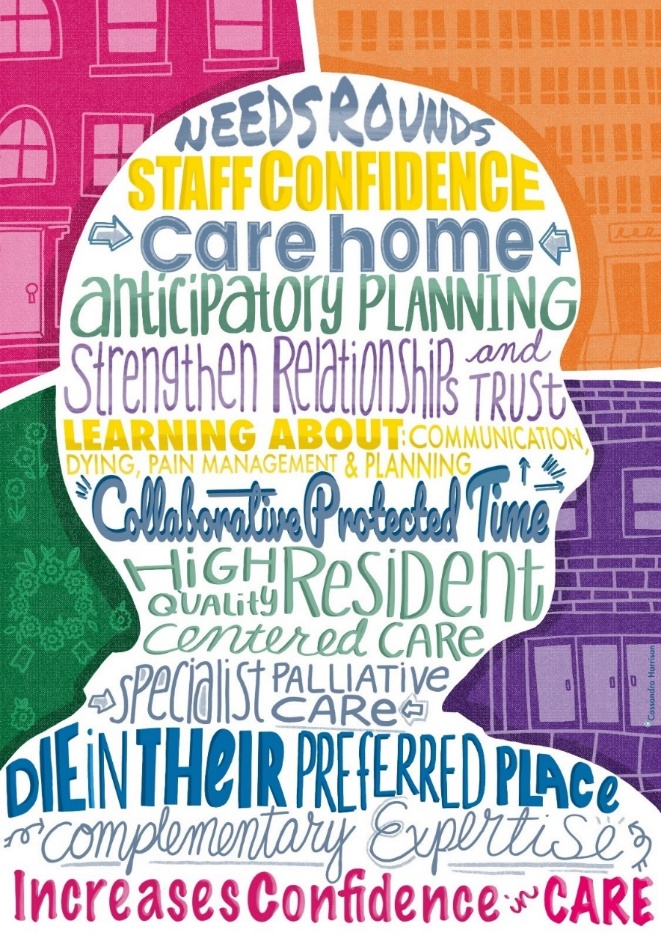 NEEDS ROUNDS
STAFF CONFIDENCE
Care home
anticipatory PLANNING
Strengthen Relationships and TRUST
LEARNING ABOUT: COMMUNICATION,
DYING, PAIN MANAGEMENT & PLANNING
Collaborative Protected Time
HiGH QUALiTY Resident
Centered CARe
Specialist PALLIATiVe CARe
DIE iN THeiR PREFERRED PLAce
complementary Expertise
Increases Confidence in CARE
© Cassandra Harrison